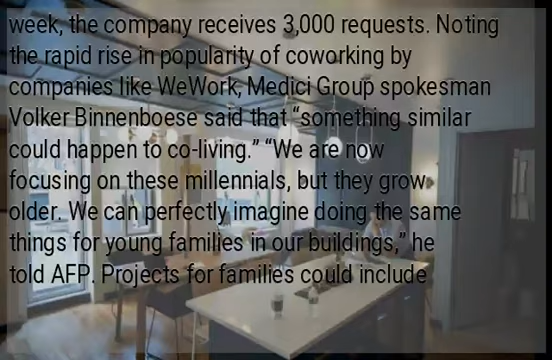 week, the company receives 3,000 requests. Noting
the rapid rise in popularity of coworking by
companies like WeWork, Medici Group spokesman
Volker Binnenboese said that “something similar
could happen to co-living.” “We are now
focusing on these millennials, but they grow
older. We can perfectly imagine doing the same
things for young families in our buildings,” he
told AFP. Projects for families could include